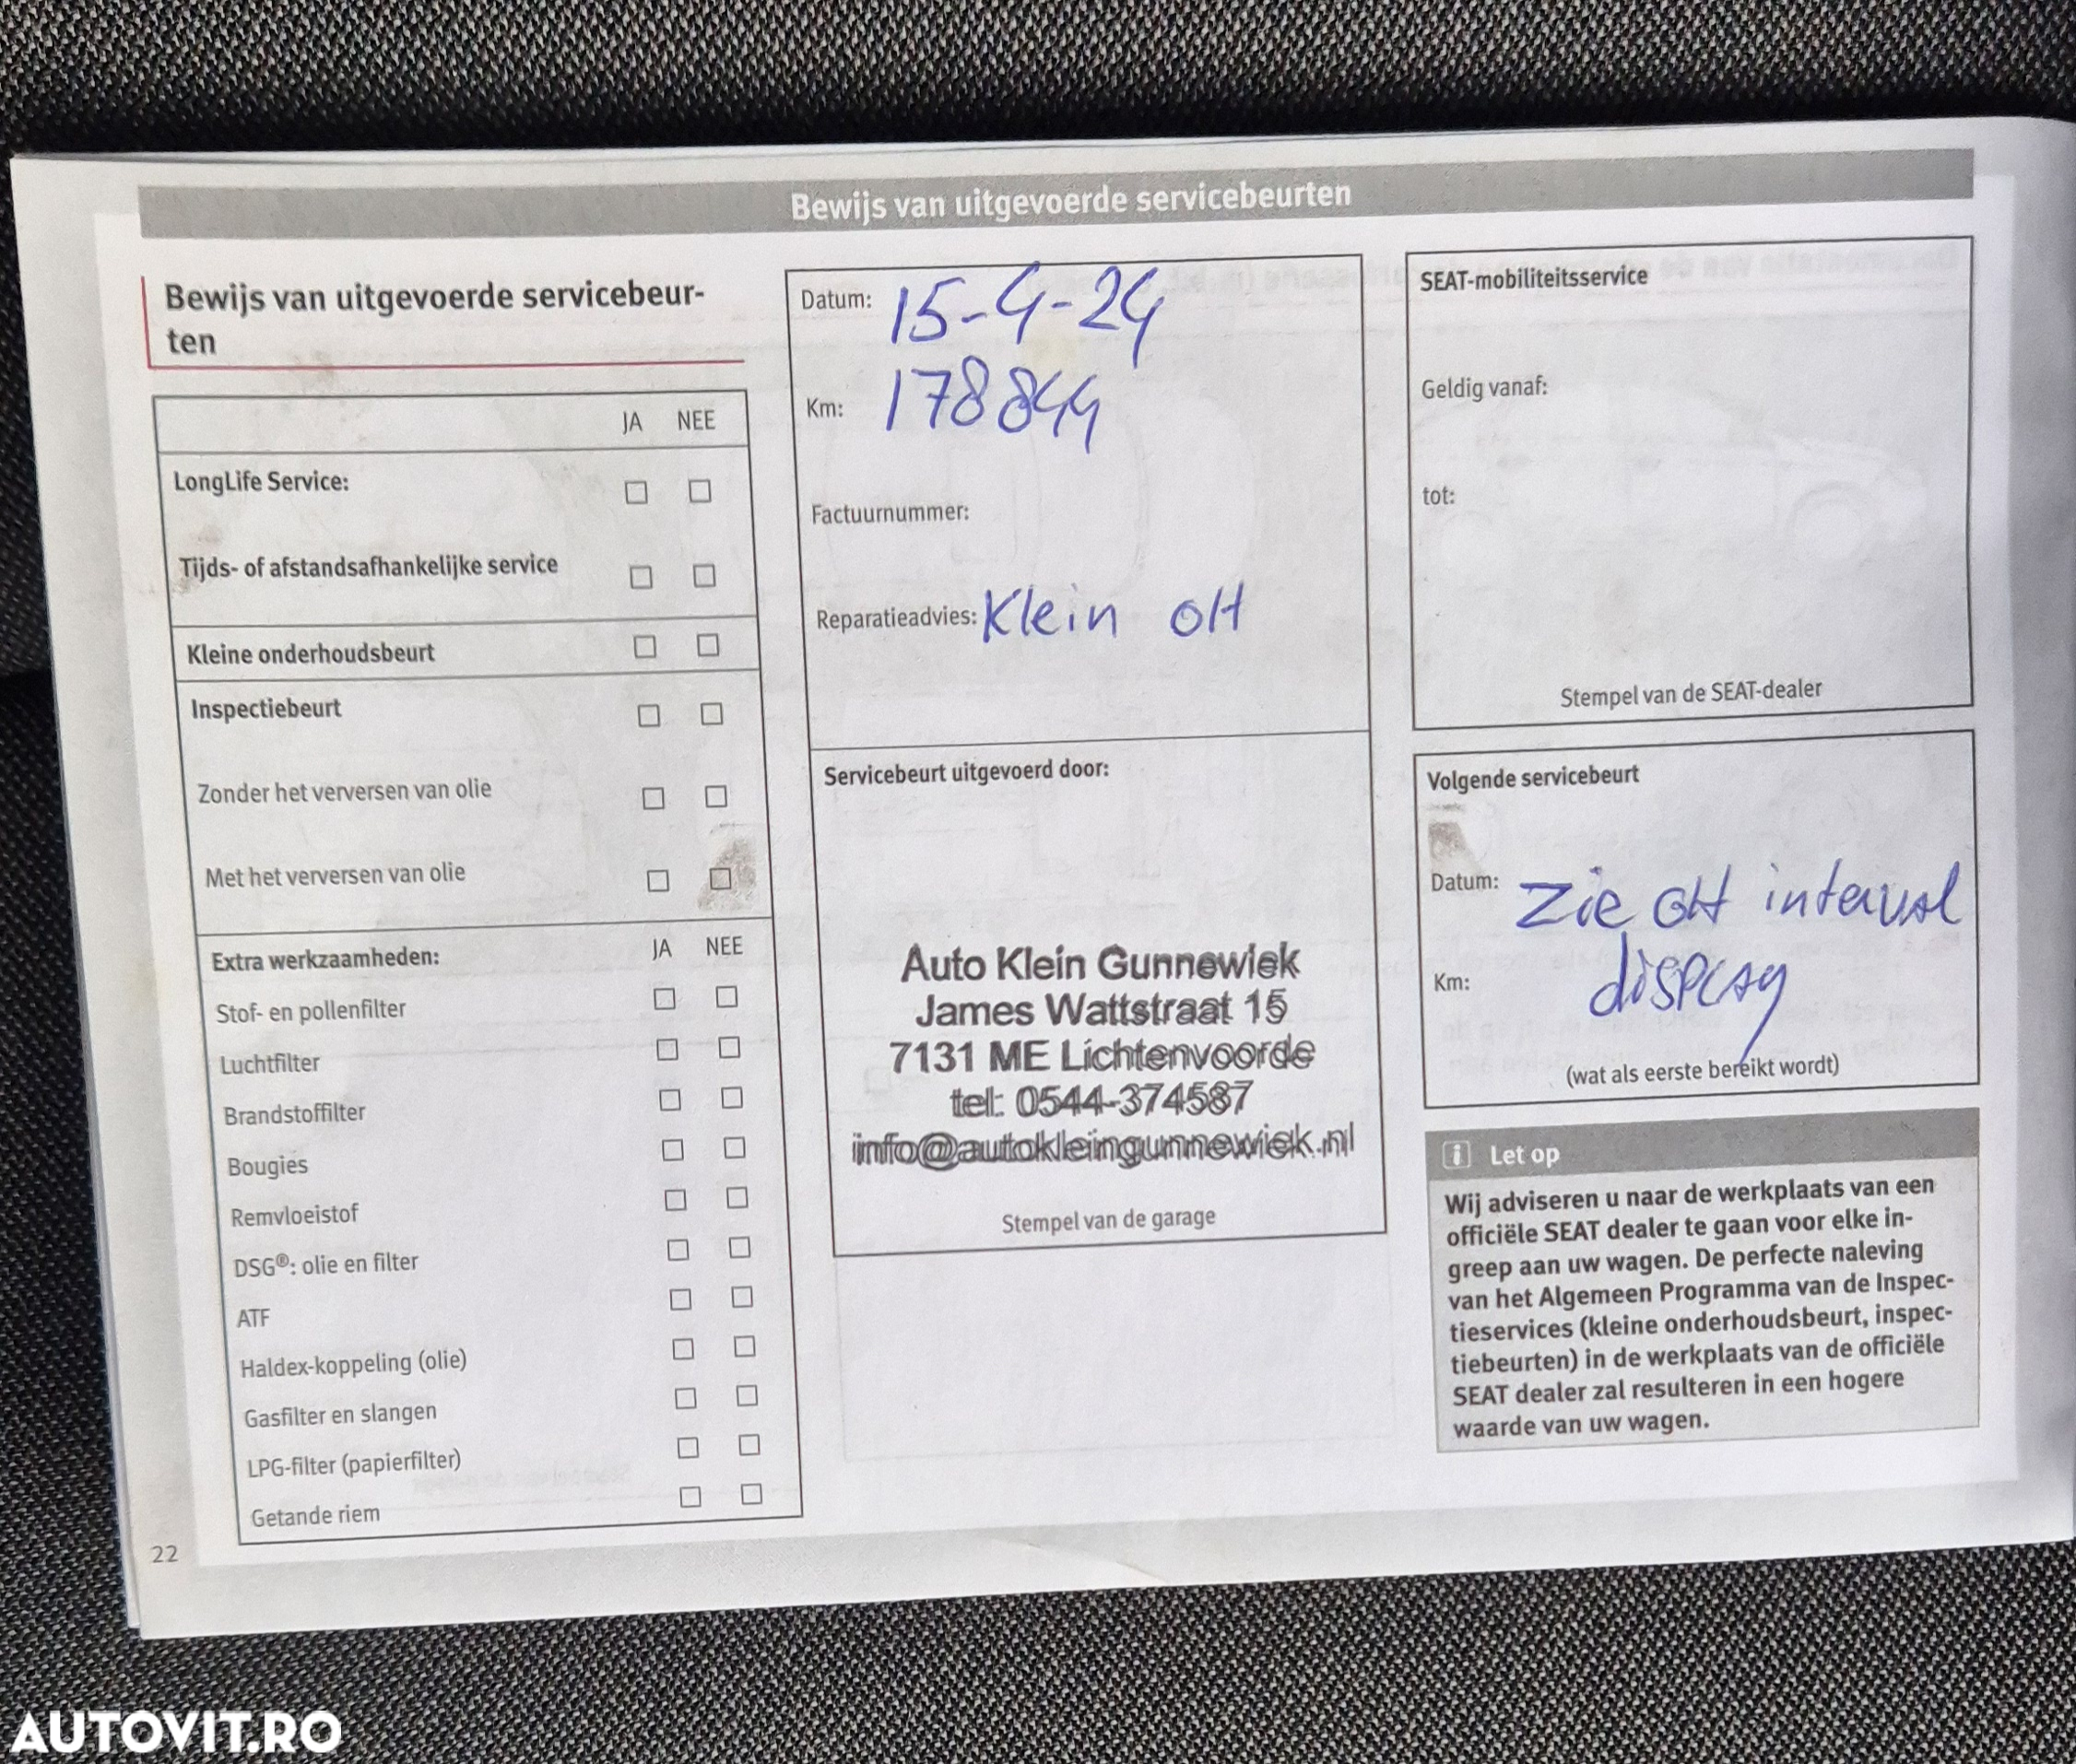 Bewijs van uitgevoerde servicebeurten
Bewijs van uitgevoerde servicebeur-
ten
JA NEE
LongLife Service:
Tijds- of afstandsafhankelijke service
Kleine onderhoudsbeurt
Inspectiebeurt
Zonder het verversen van olie
Met het verversen van olie
Extra werkzaamheden: JA NEE
Stof- en pollenfilter
Luchtfilter
Brandstoffilter
Bougies
Remvloeistof
DSG®: olie en filter
ATF
Haldex-koppeling (olie)
Gasfilter en slangen
LPG-filter (papierfilter)
Getande riem
22
Datum: 15-4-24
Km: 178844
Factuurnummer:
Reparatieadvies: Klein OH
Servicebeurt uitgevoerd door:
Auto Klein Gunnewiek
James Wattstraat 15
7131 ME Lichtenvoorde
tel: 0544-374587
info@autokleingunnewiek.nl
Stempel van de garage
SEAT-mobiliteitsservice
Geldig vanaf:
tot:
Stempel van de SEAT-dealer
Volgende servicebeurt
Datum: Zie OH interval
Km: display
(wat als eerste bereikt wordt)
i Let op
Wij adviseren u naar de werkplaats van een
officiële SEAT dealer te gaan voor elke in-
greep aan uw wagen. De perfecte naleving
van het Algemeen Programma van de Inspec-
tieservices (kleine onderhoudsbeurt, inspec-
tiebeurten) in de werkplaats van de officiële
SEAT dealer zal resulteren in een hogere
waarde van uw wagen.
AUTOVIT.RO